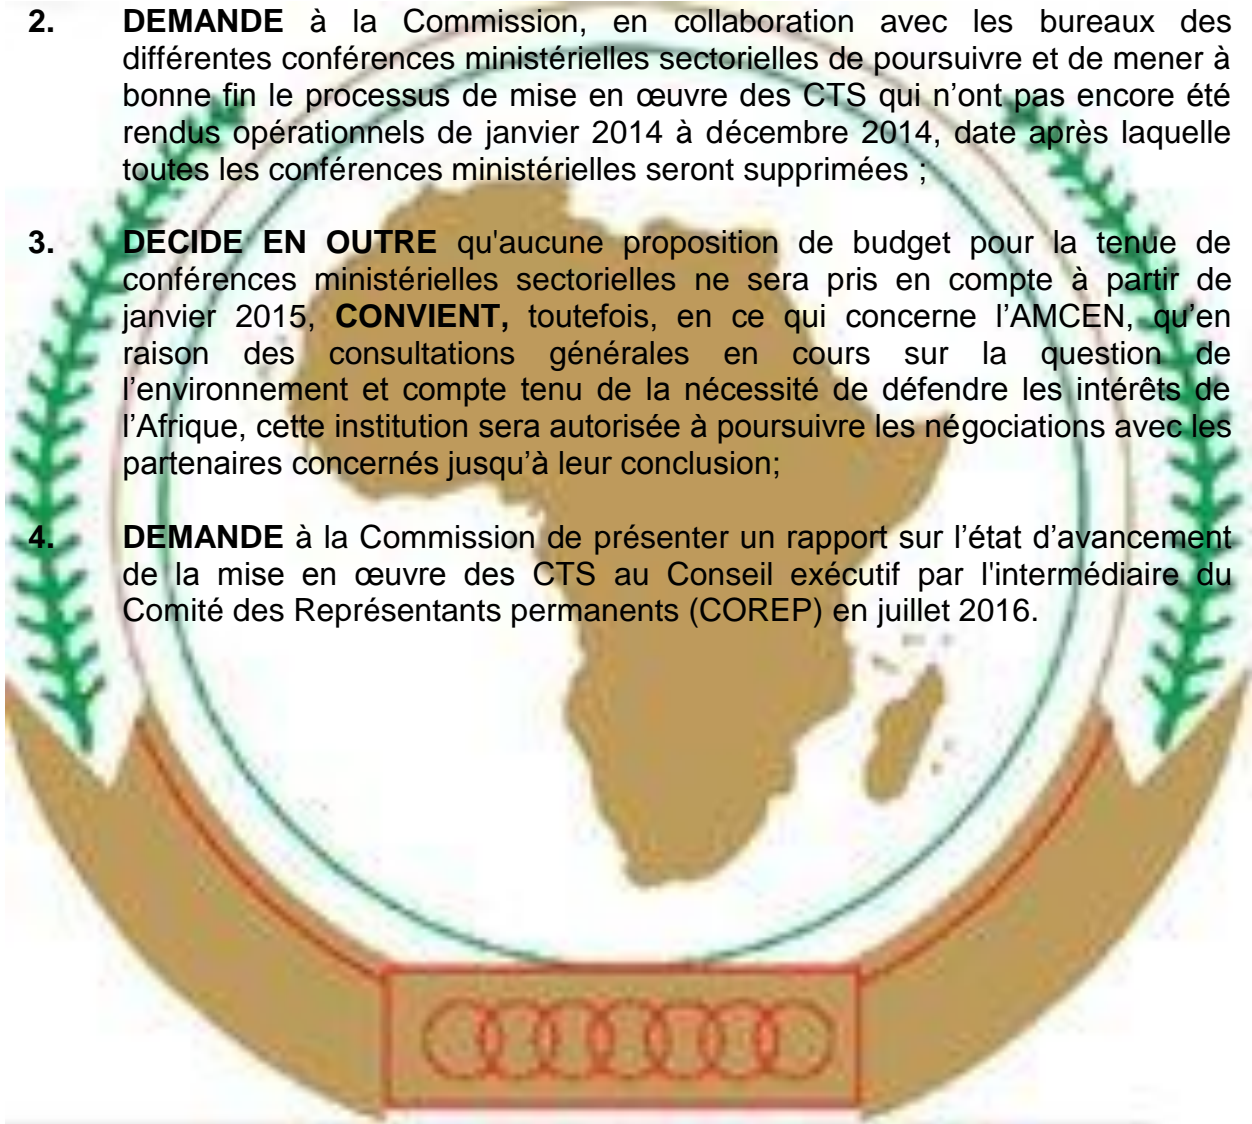 2. DEMANDE à la Commission, en collaboration avec les bureaux des
différentes conférences ministérielles sectorielles de poursuivre et de mener à
bonne fin le processus de mise en œuvre des CTS qui n’ont pas encore été
rendus opérationnels de janvier 2014 à décembre 2014, date après laquelle
toutes les conférences ministérielles seront supprimées ;
3. DECIDE EN OUTRE qu'aucune proposition de budget pour la tenue de
conférences ministérielles sectorielles ne sera pris en compte à partir de
janvier 2015, CONVIENT, toutefois, en ce qui concerne l’AMCEN, qu’en
raison des consultations générales en cours sur la question de
l’environnement et compte tenu de la nécessité de défendre les intérêts de
l’Afrique, cette institution sera autorisée à poursuivre les négociations avec les
partenaires concernés jusqu’à leur conclusion;
4. DEMANDE à la Commission de présenter un rapport sur l’état d’avancement
de la mise en œuvre des CTS au Conseil exécutif par l'intermédiaire du
Comité des Représentants permanents (COREP) en juillet 2016.